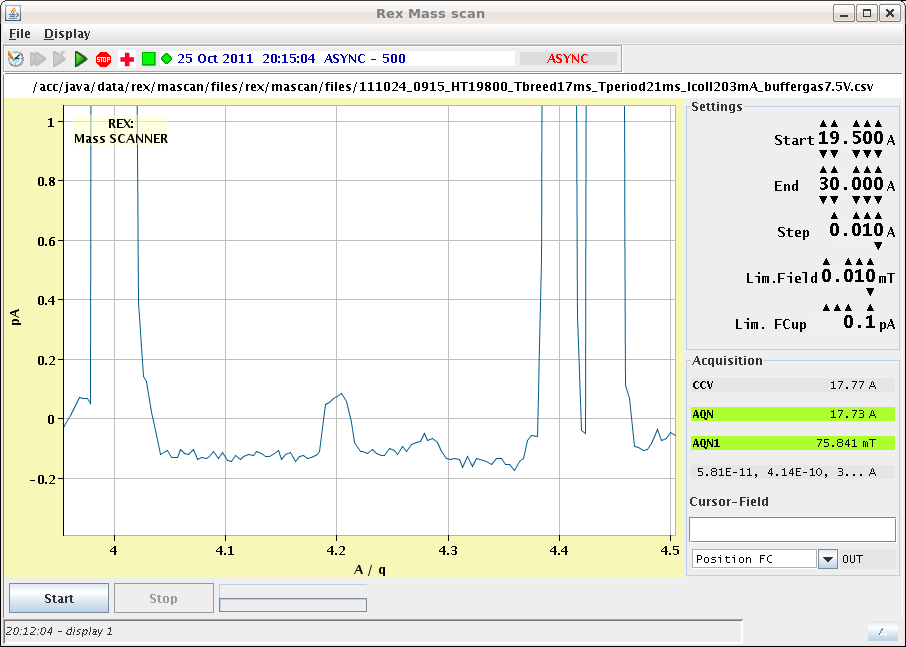 Rex Mass scan
File Display
STOP 25 Oct 2011 20:15:04 ASYNC - 500 ASYNC
/acc/java/data/rex/mascan/files/rex/mascan/files/111024_0915_HT19800_Tbreed17ms_Tperiod21ms_Icoll203mA_buffergas7.5V.csv
REX:
Mass SCANNER
pA
1
0.8
0.6
0.4
0.2
0
-0.2
4 4.1 4.2 4.3 4.4 4.5
A / q
Settings
Start 19.500 A
End 30.000 A
Step 0.010 A
Lim.Field 0.010 mT
Lim. FCup 0.1 pA
Acquisition
CCV 17.77 A
AQN 17.73 A
AQN1 75.841 mT
5.81E-11, 4.14E-10, 3... A
Cursor-Field
Position FC OUT
Start Stop
20:12:04 - display 1